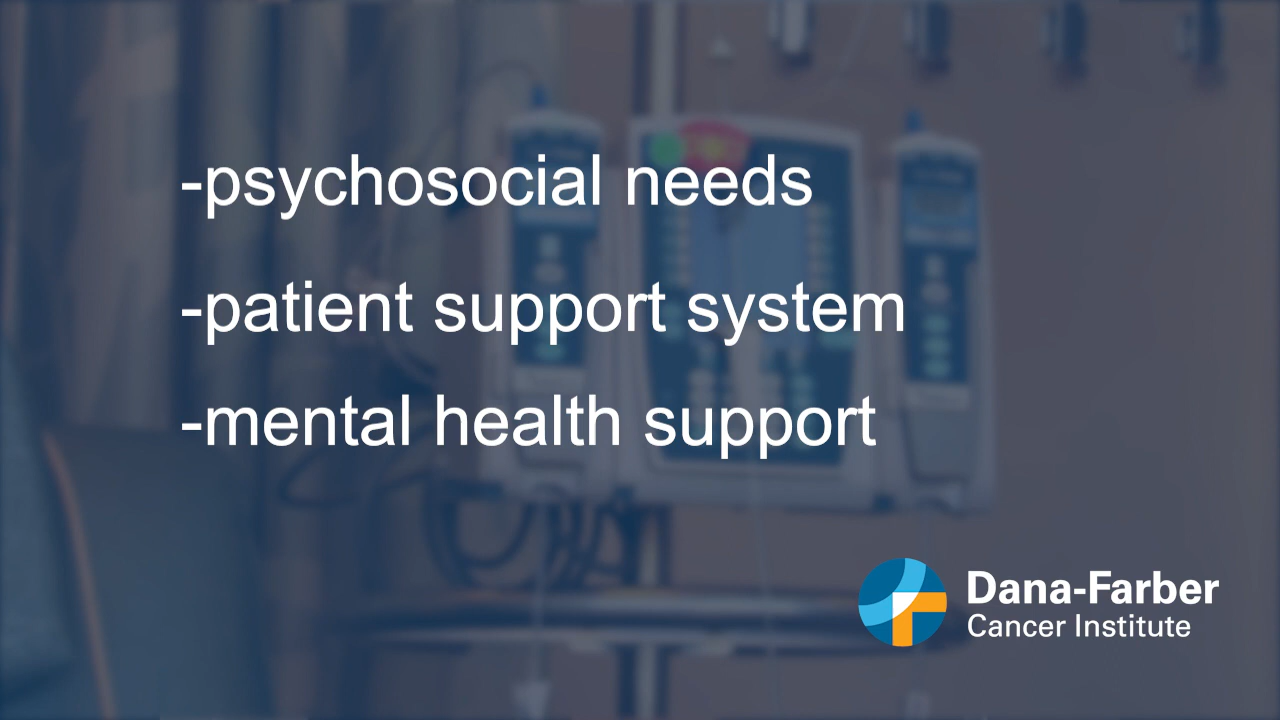 -psychosocial needs
-patient support system
-mental health support
Dana-Farber
Cancer Institute